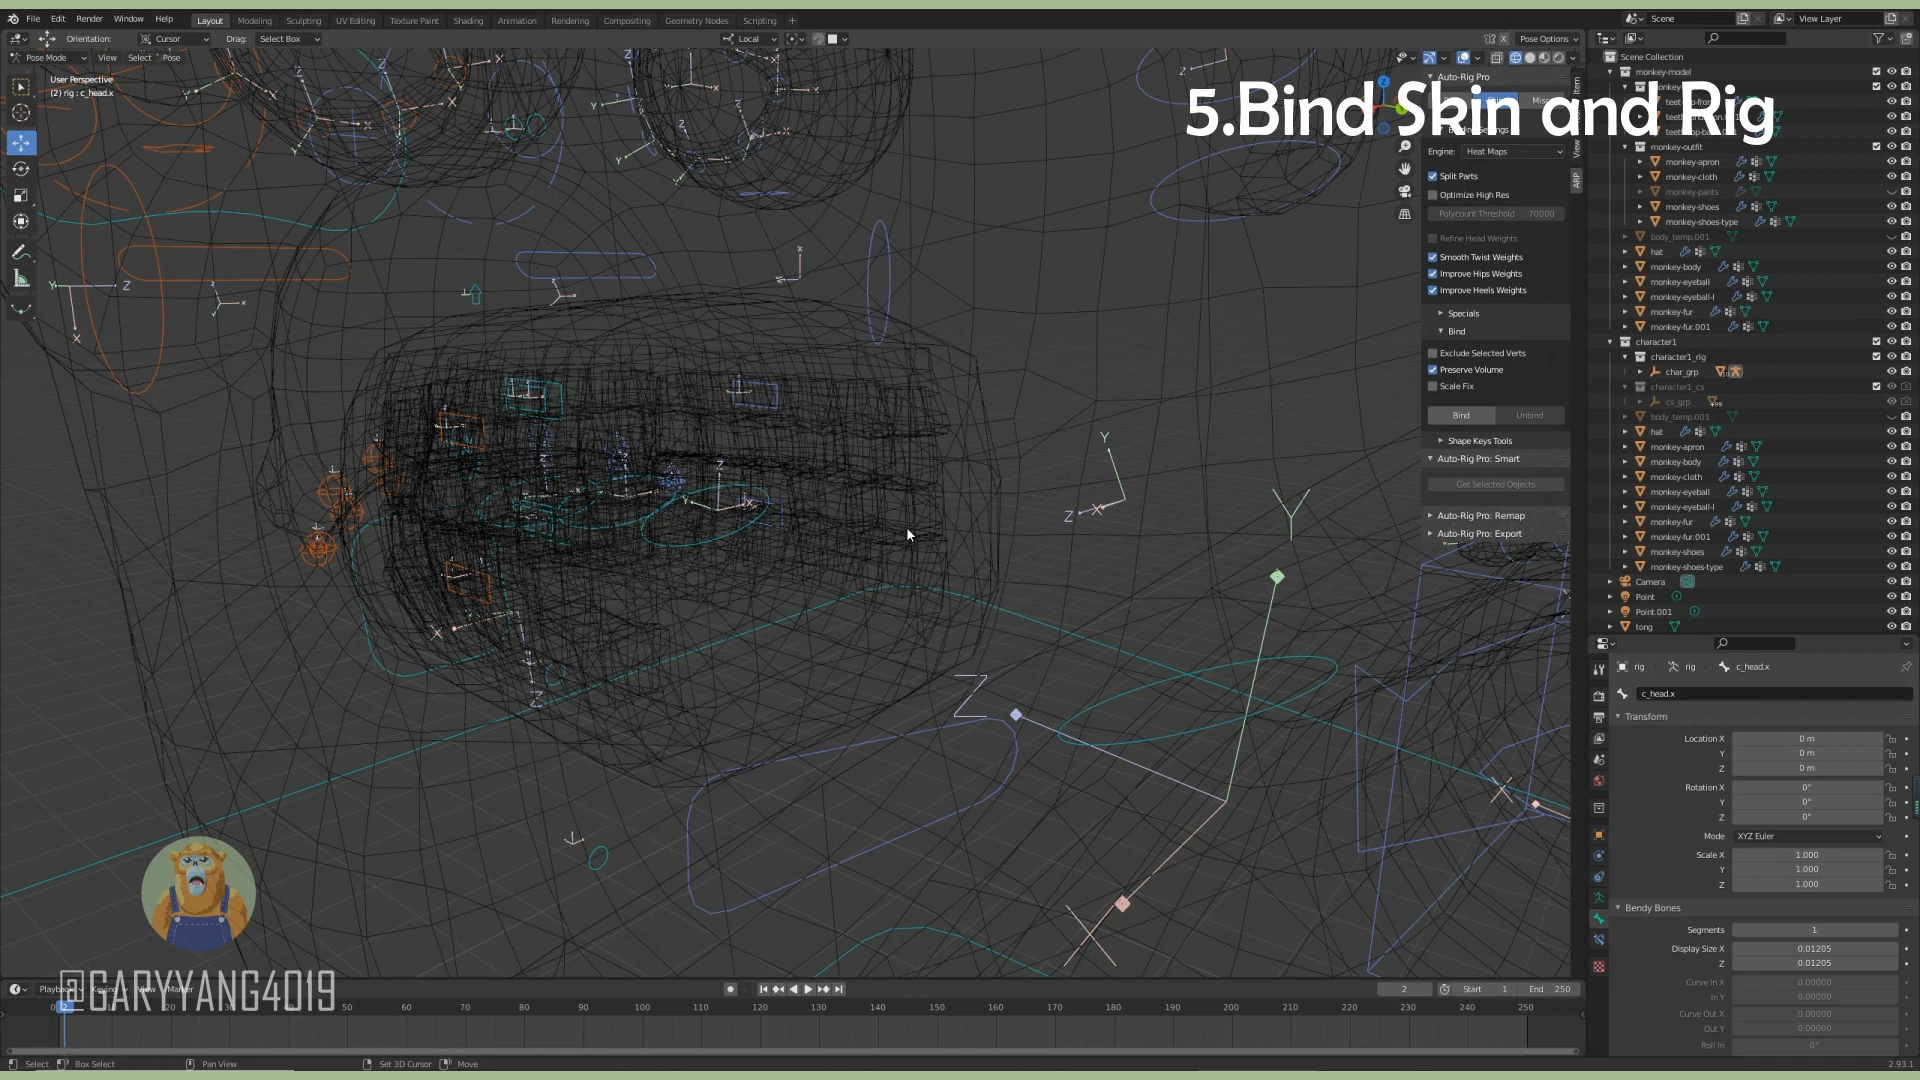 File Edit Render Window Help Layout Modeling Sculpting UV Editing Texture Paint Shading Animation Rendering Compositing Geometry Nodes Scripting + Scene View Layer
Orientation: Cursor Drag: Select Box Local Pose Options
Pose Mode View Select Pose
User Perspective
(2) rig : c_head.x
5.Bind Skin and Rig
Auto-Rig Pro
Misc
Engine: Heat Maps
Split Parts
Optimize High Res
Polycount Threshold 70000
Refine Head Weights
Smooth Twist Weights
Improve Hips Weights
Improve Heels Weights
Specials
Bind
Exclude Selected Verts
Preserve Volume
Scale Fix
Bind Unbind
Shape Keys Tools
Auto-Rig Pro: Smart
Get Selected Objects
Auto-Rig Pro: Remap
Auto-Rig Pro: Export
Item
View
ARP
Scene Collection
monkey-model
monkey-outfit
monkey-apron
monkey-cloth
monkey-pants
monkey-shoes
monkey-shoes-type
body_temp.001
hat
monkey-body
monkey-eyeball
monkey-eyeball-l
monkey-fur
monkey-fur.001
character1
character1_rig
char_grp
character1_cs
cs_grp
body_temp.001
hat
monkey-apron
monkey-body
monkey-cloth
monkey-eyeball
monkey-eyeball-l
monkey-fur
monkey-fur.001
monkey-shoes
monkey-shoes-type
Camera
Point
Point.001
tong
rig rig c_head.x
c_head.x
Transform
Location X 0 m
Y 0 m
Z 0 m
Rotation X 0°
Y 0°
Z 0°
Mode XYZ Euler
Scale X 1.000
Y 1.000
Z 1.000
Bendy Bones
Segments 1
Display Size X 0.01205
Z 0.01205
Curve In X 0.00000
In Y 0.00000
Curve Out X 0.00000
Out Y 0.00000
Roll In 0°
@GARYYANG4019
Playback Keying View Marker 2 Start 1 End 250
0 2 20 30 40 50 60 70 80 90 100 110 120 130 140 150 160 170 180 190 200 210 220 230 240 250
Select Box Select Pan View Set 3D Cursor Move 2.93.1